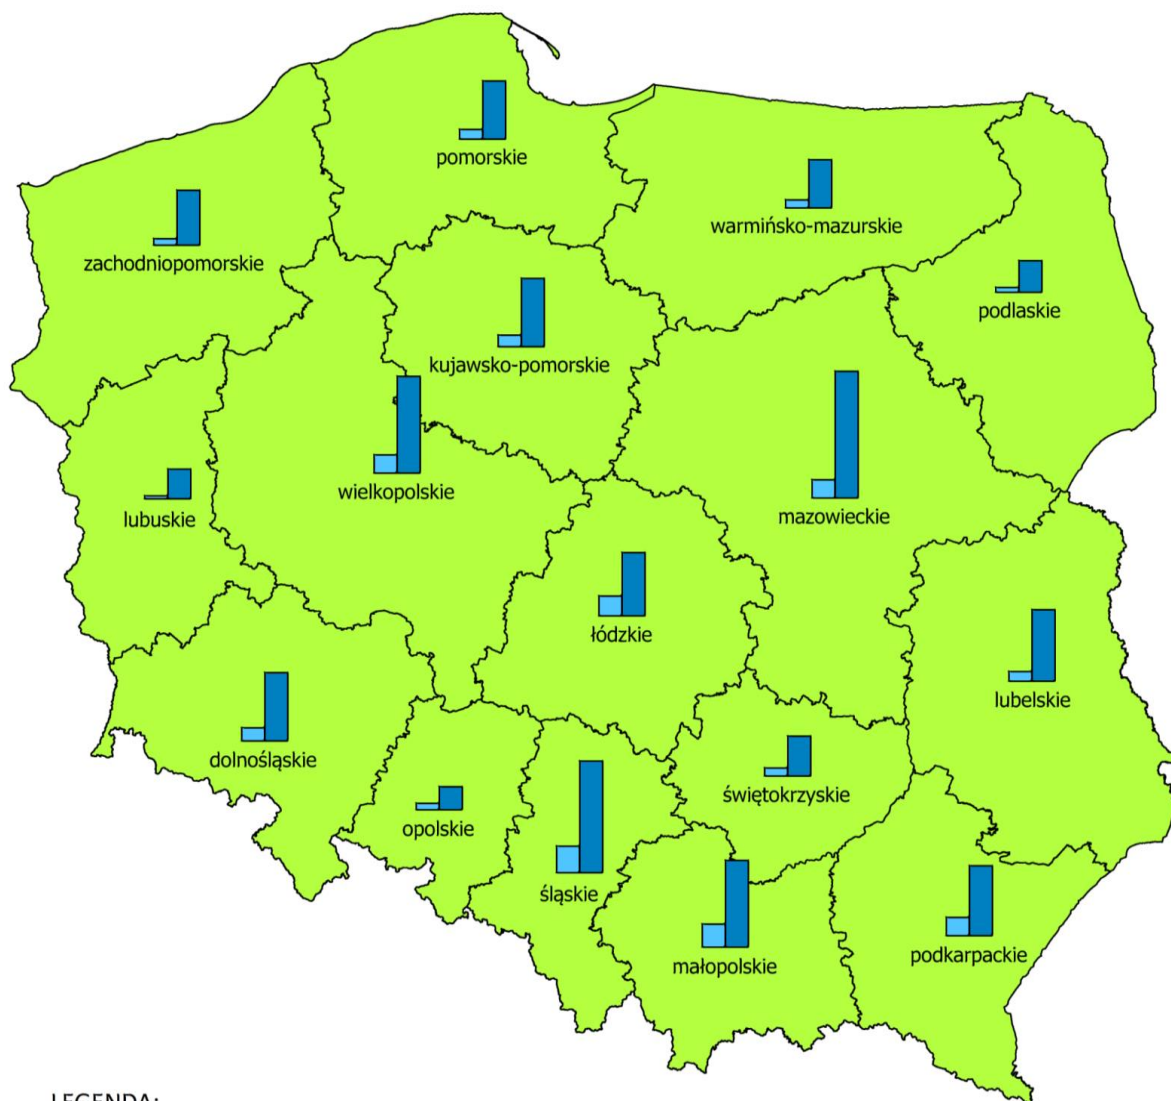 pomorskie
warmińsko-mazurskie
zachodniopomorskie
podlaskie
kujawsko-pomorskie
wielkopolskie
mazowieckie
lubuskie
łódzkie
lubelskie
dolnośląskie
świętokrzyskie
opolskie
śląskie
małopolskie
podkarpackie
LEGENDA: